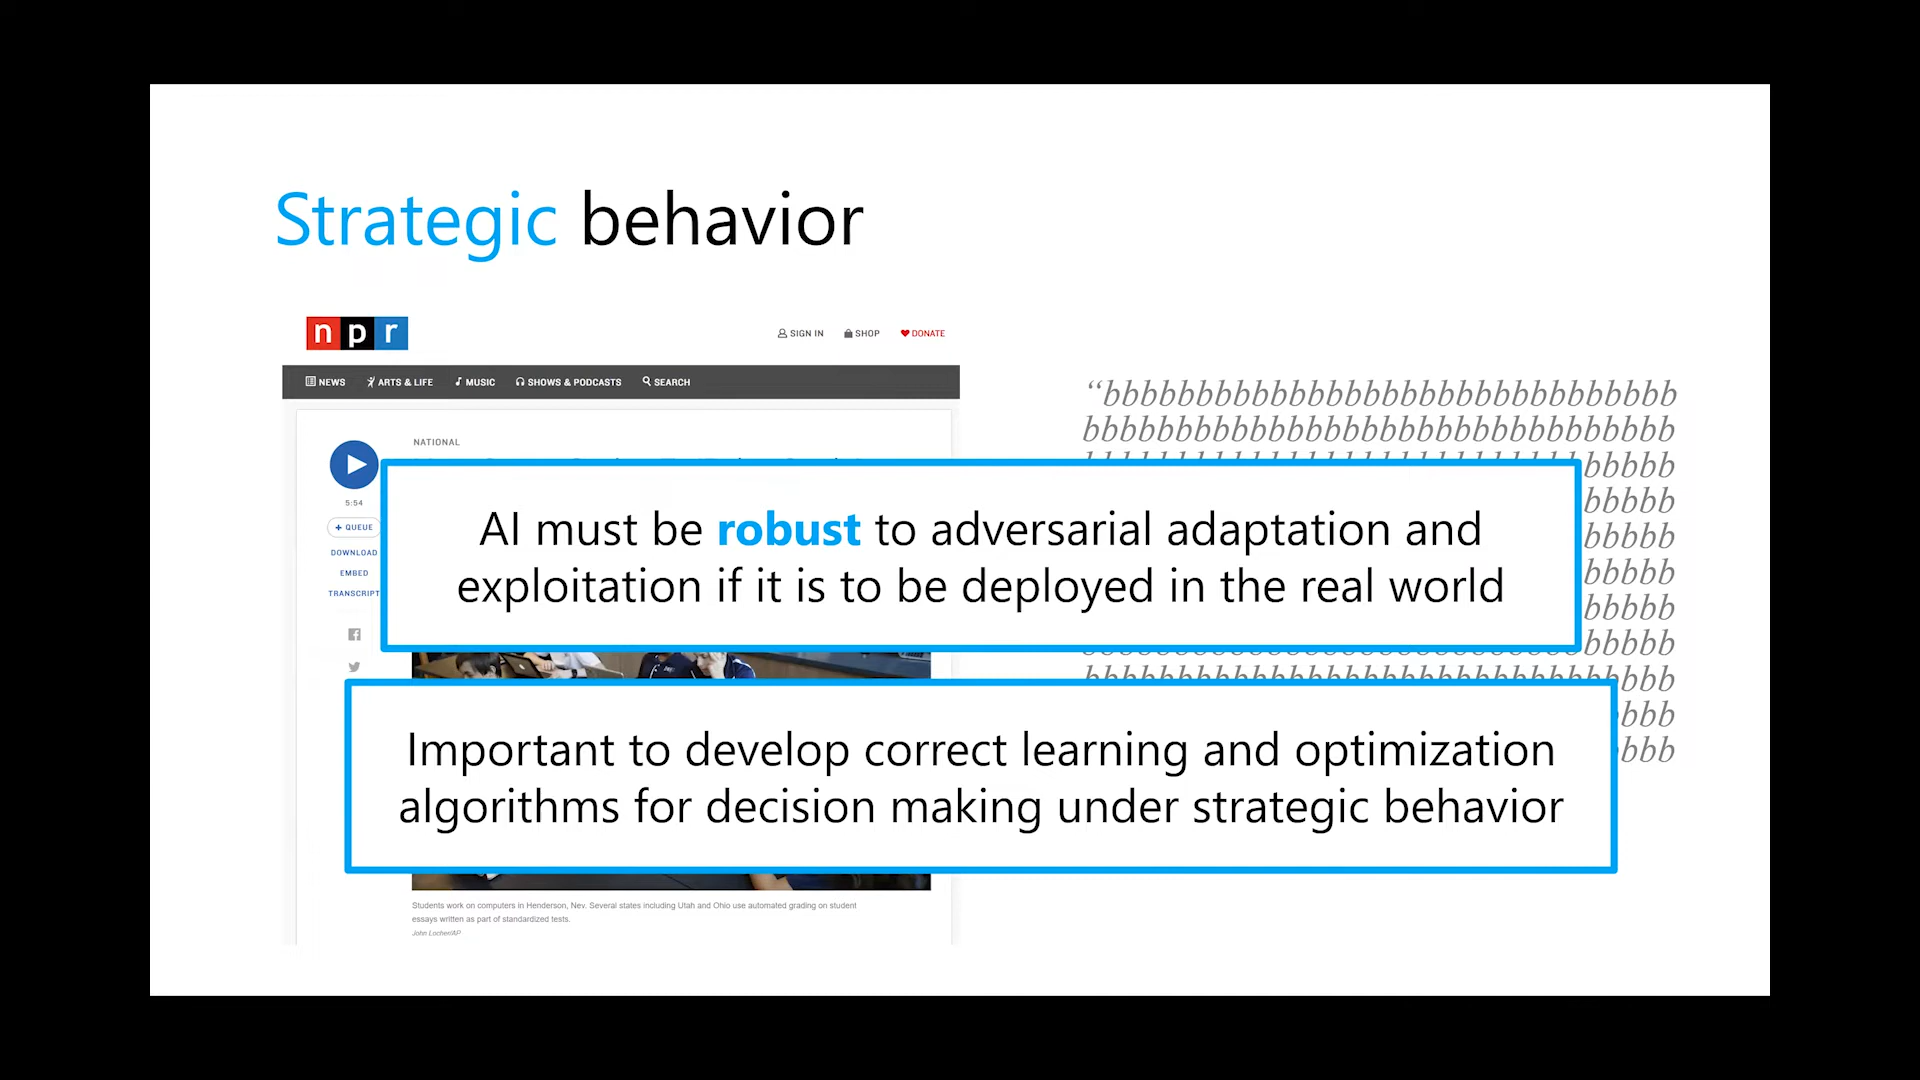 Strategic behavior
npr
SIGN IN SHOP DONATE
NEWS ARTS & LIFE MUSIC SHOWS & PODCASTS SEARCH
NATIONAL
5:54
+ QUEUE
DOWNLOAD
EMBED
TRANSCRIPT
“bbbbbbbbbbbbbbbbbbbbbbbbbbbbbbb
bbbbbbbbbbbbbbbbbbbbbbbbbbbbbbbb
bbbbb
bbbbb
bbbbb
bbbbb
bbbbb
bbbbb
bbb
bbb
bbb
AI must be robust to adversarial adaptation and
exploitation if it is to be deployed in the real world
Important to develop correct learning and optimization
algorithms for decision making under strategic behavior
Students work on computers in Henderson, Nev. Several states including Utah and Ohio use automated grading on student
essays written as part of standardized tests.
John Locher/AP